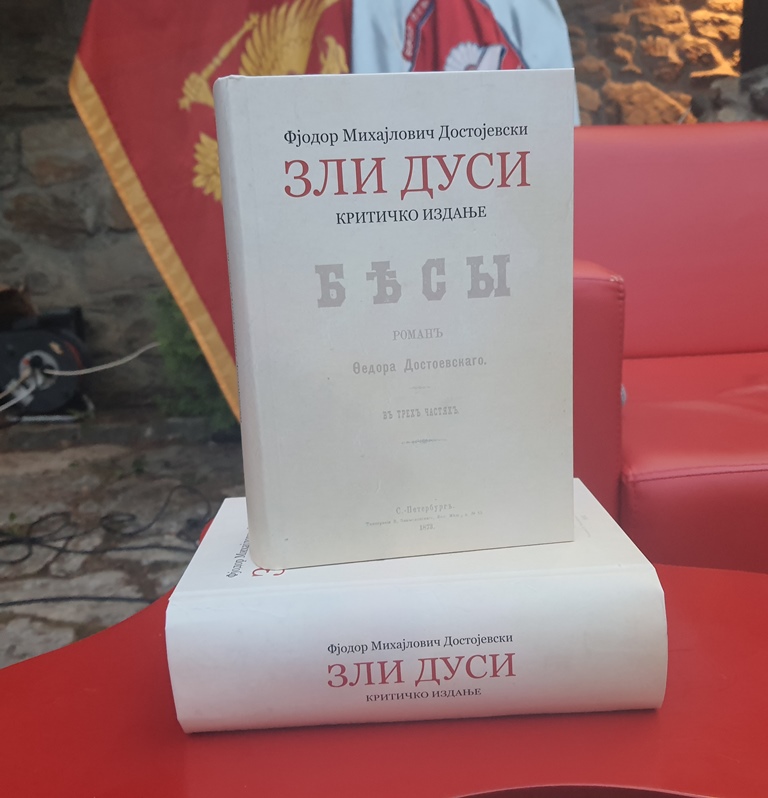 Фјодор Михајлович Достојевски
ЗЛИ ДУСИ
КРИТИЧКО ИЗДАЊЕ
БѢСЫ
РОМАНЪ
Ѳедора Достоевскаго.
ВЪ ТРЕХЪ ЧАСТЯХЪ
С.-Петербургъ.
1873.
Фјодор Михајлович Достојевски
ЗЛИ ДУСИ
КРИТИЧКО ИЗДАЊЕ